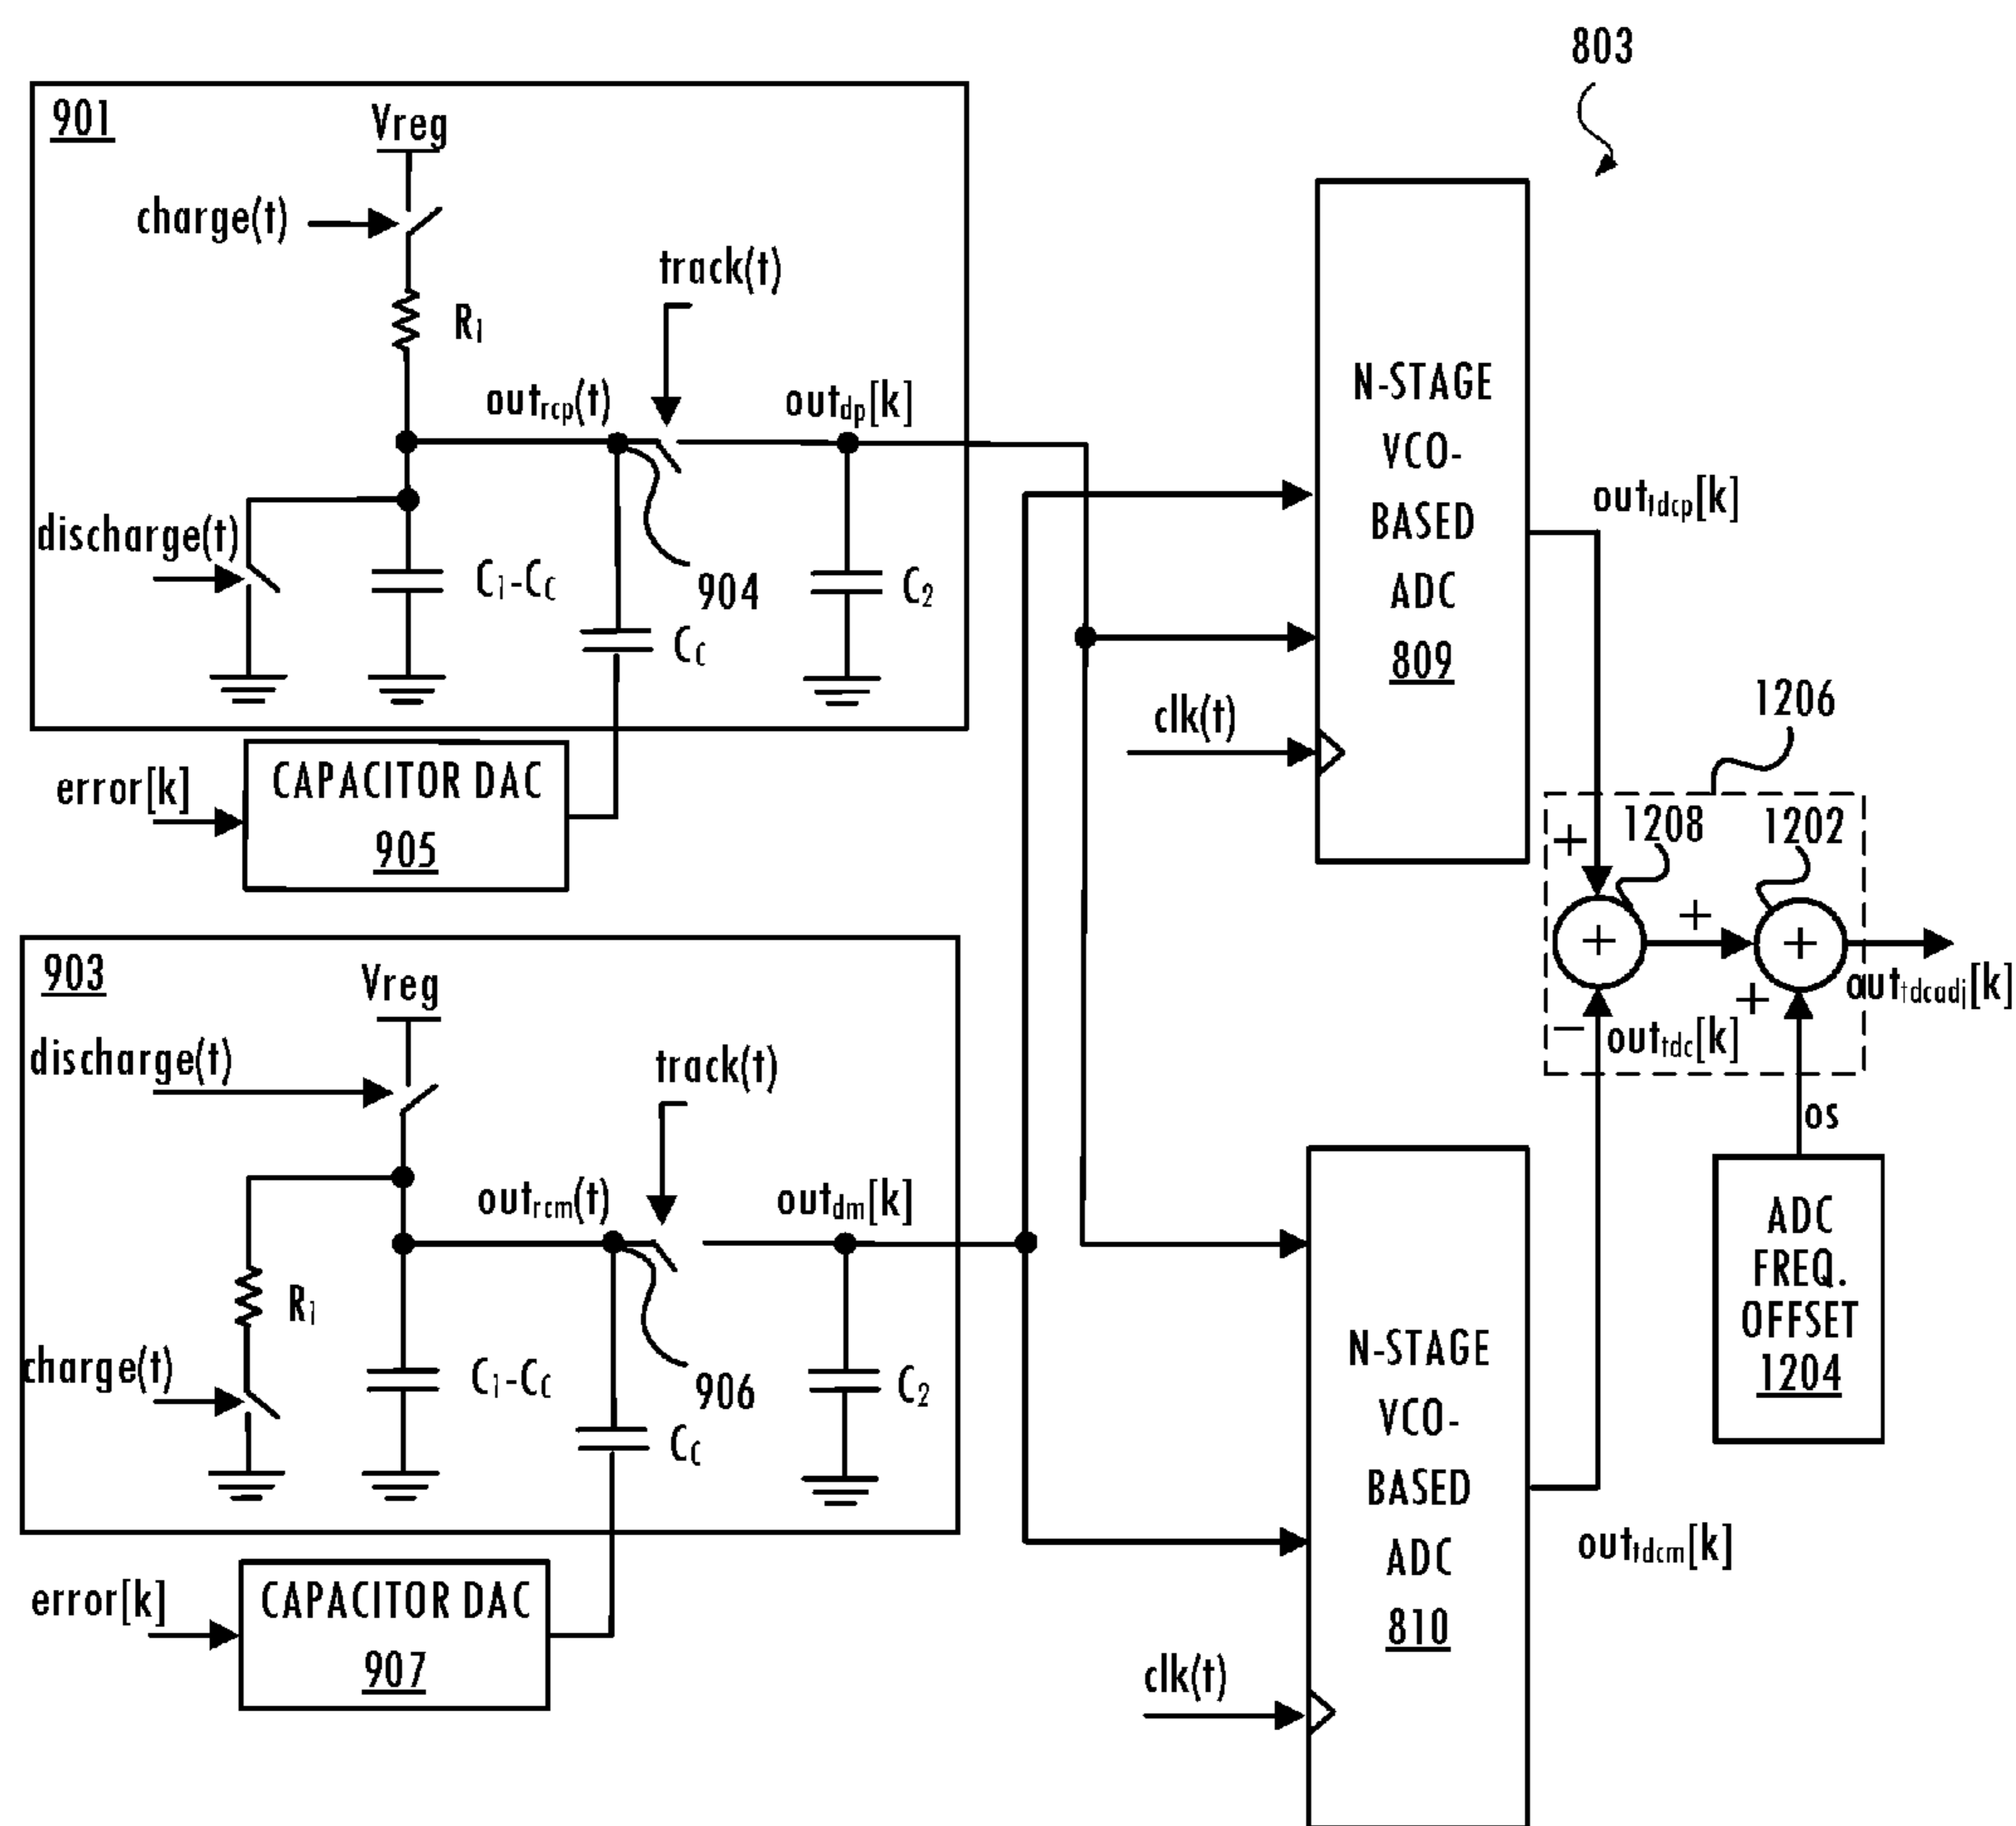 803
901
Vreg
charge(t)
R1
track(t)
outrcp(t)
outdp[k]
discharge(t)
C1-CC
904
CC
C2
error[k]
CAPACITOR DAC
905
903
Vreg
discharge(t)
track(t)
outrcm(t)
outdm[k]
R1
charge(t)
C1-CC
906
CC
C2
error[k]
CAPACITOR DAC
907
N-STAGE
VCO-
BASED
ADC
809
clk(t)
outtdcp[k]
1206
1208
1202
+
+
+
+
+
−
outtdc[k]
outtdcadj[k]
os
ADC
FREQ.
OFFSET
1204
N-STAGE
VCO-
BASED
ADC
810
clk(t)
outtdcm[k]